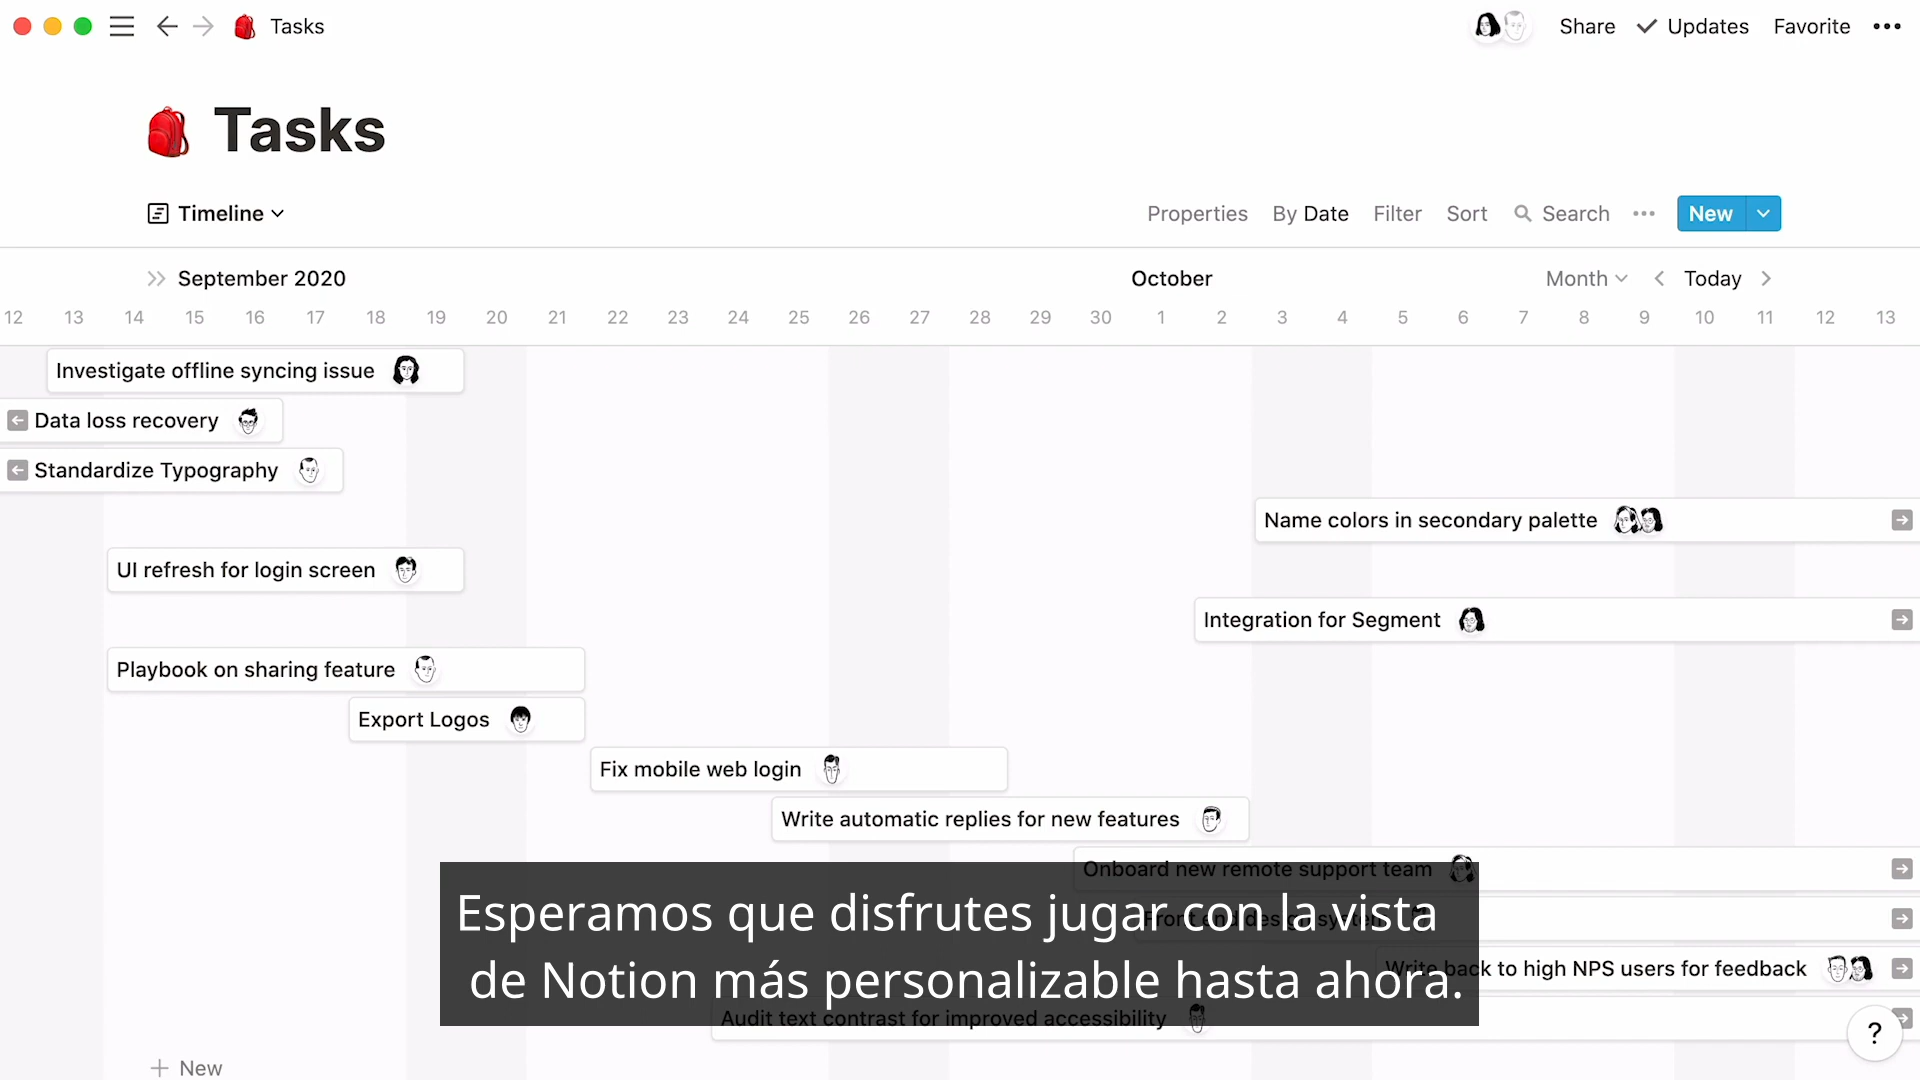 Tasks
Share
Updates
Favorite
Tasks
Timeline
Properties
By Date
Filter
Sort
Search
New
September 2020
October
Month
Today
12 13 14 15 16 17 18 19 20 21 22 23 24 25 26 27 28 29 30 1 2 3 4 5 6 7 8 9 10 11 12 13
Investigate offline syncing issue
Data loss recovery
Standardize Typography
Name colors in secondary palette
UI refresh for login screen
Integration for Segment
Playbook on sharing feature
Export Logos
Fix mobile web login
Write automatic replies for new features
Onboard new remote support team
Front end design system
Write back to high NPS users for feedback
Audit text contrast for improved accessibility
Esperamos que disfrutes jugar con la vista
de Notion más personalizable hasta ahora.
New
?